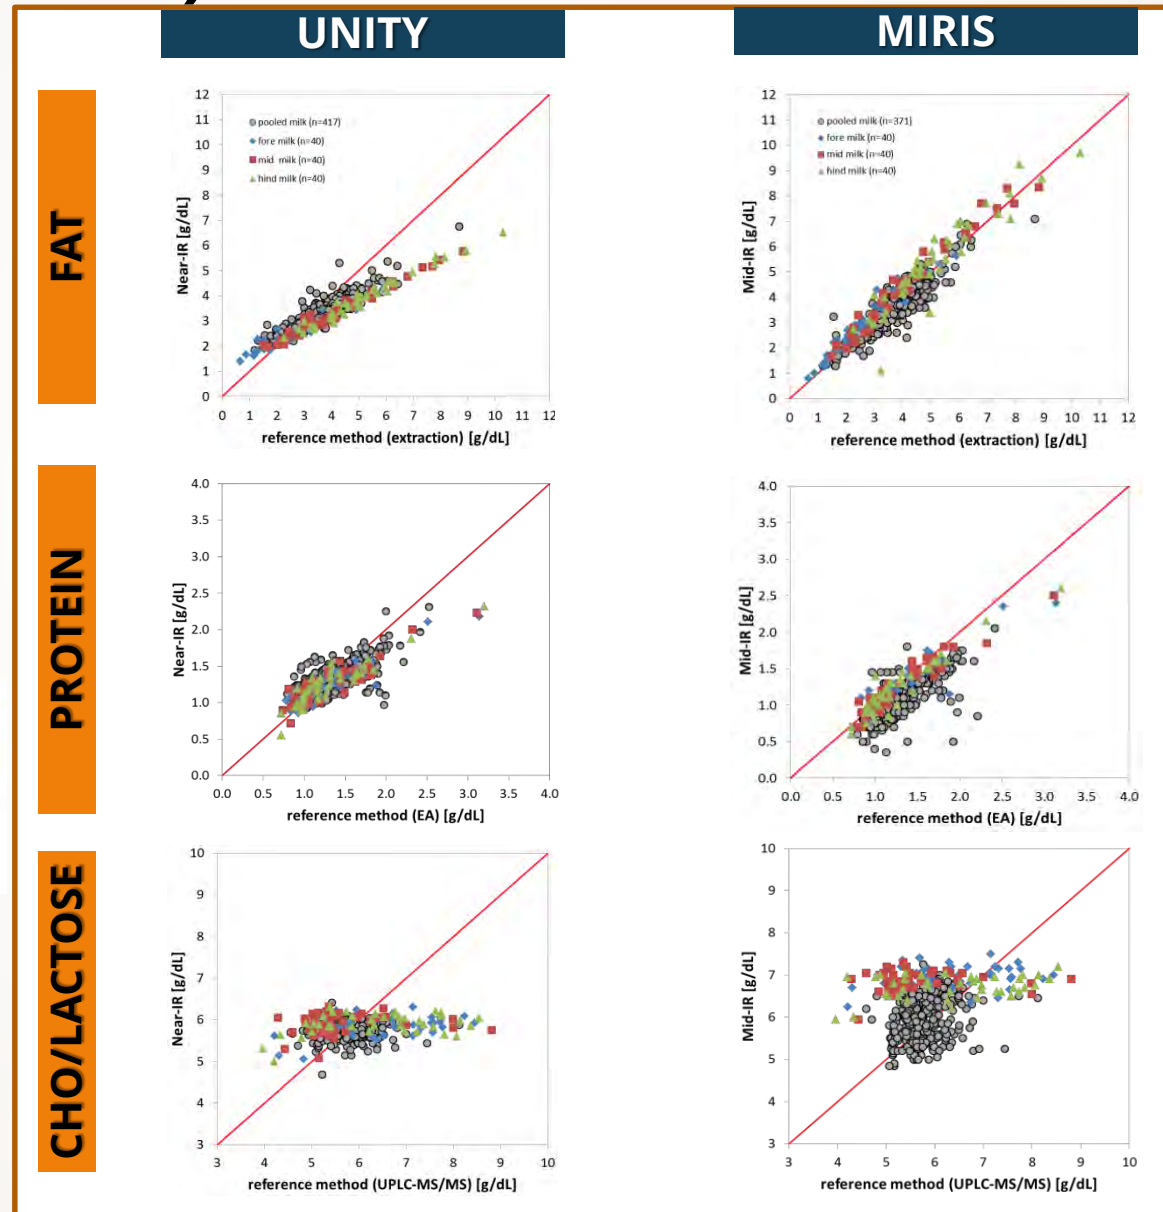 UNITY
MIRIS
FAT
12
11
10
9
8
7
6
5
4
3
2
1
0
Near-IR [g/dL]
pooled milk (n=417)
fore milk (n=40)
mid milk (n=40)
hind milk (n=40)
0 1 2 3 4 5 6 7 8 9 10 11 12
reference method (extraction) [g/dL]
12
11
10
9
8
7
6
5
4
3
2
1
0
Mid-IR [g/dL]
pooled milk (n=371)
fore milk (n=40)
mid milk (n=40)
hind milk (n=40)
0 1 2 3 4 5 6 7 8 9 10 11 12
reference method (extraction) [g/dL]
PROTEIN
4.0
3.5
3.0
2.5
2.0
1.5
1.0
0.5
0.0
Near-IR [g/dL]
0.0 0.5 1.0 1.5 2.0 2.5 3.0 3.5 4.0
reference method (EA) [g/dL]
4.0
3.5
3.0
2.5
2.0
1.5
1.0
0.5
0.0
Mid-IR [g/dL]
0.0 0.5 1.0 1.5 2.0 2.5 3.0 3.5 4.0
reference method (EA) [g/dL]
CHO/LACTOSE
10
9
8
7
6
5
4
3
Near-IR [g/dL]
3 4 5 6 7 8 9 10
reference method (UPLC-MS/MS) [g/dL]
10
9
8
7
6
5
4
3
Mid-IR [g/dL]
3 4 5 6 7 8 9 10
reference method (UPLC-MS/MS) [g/dL]